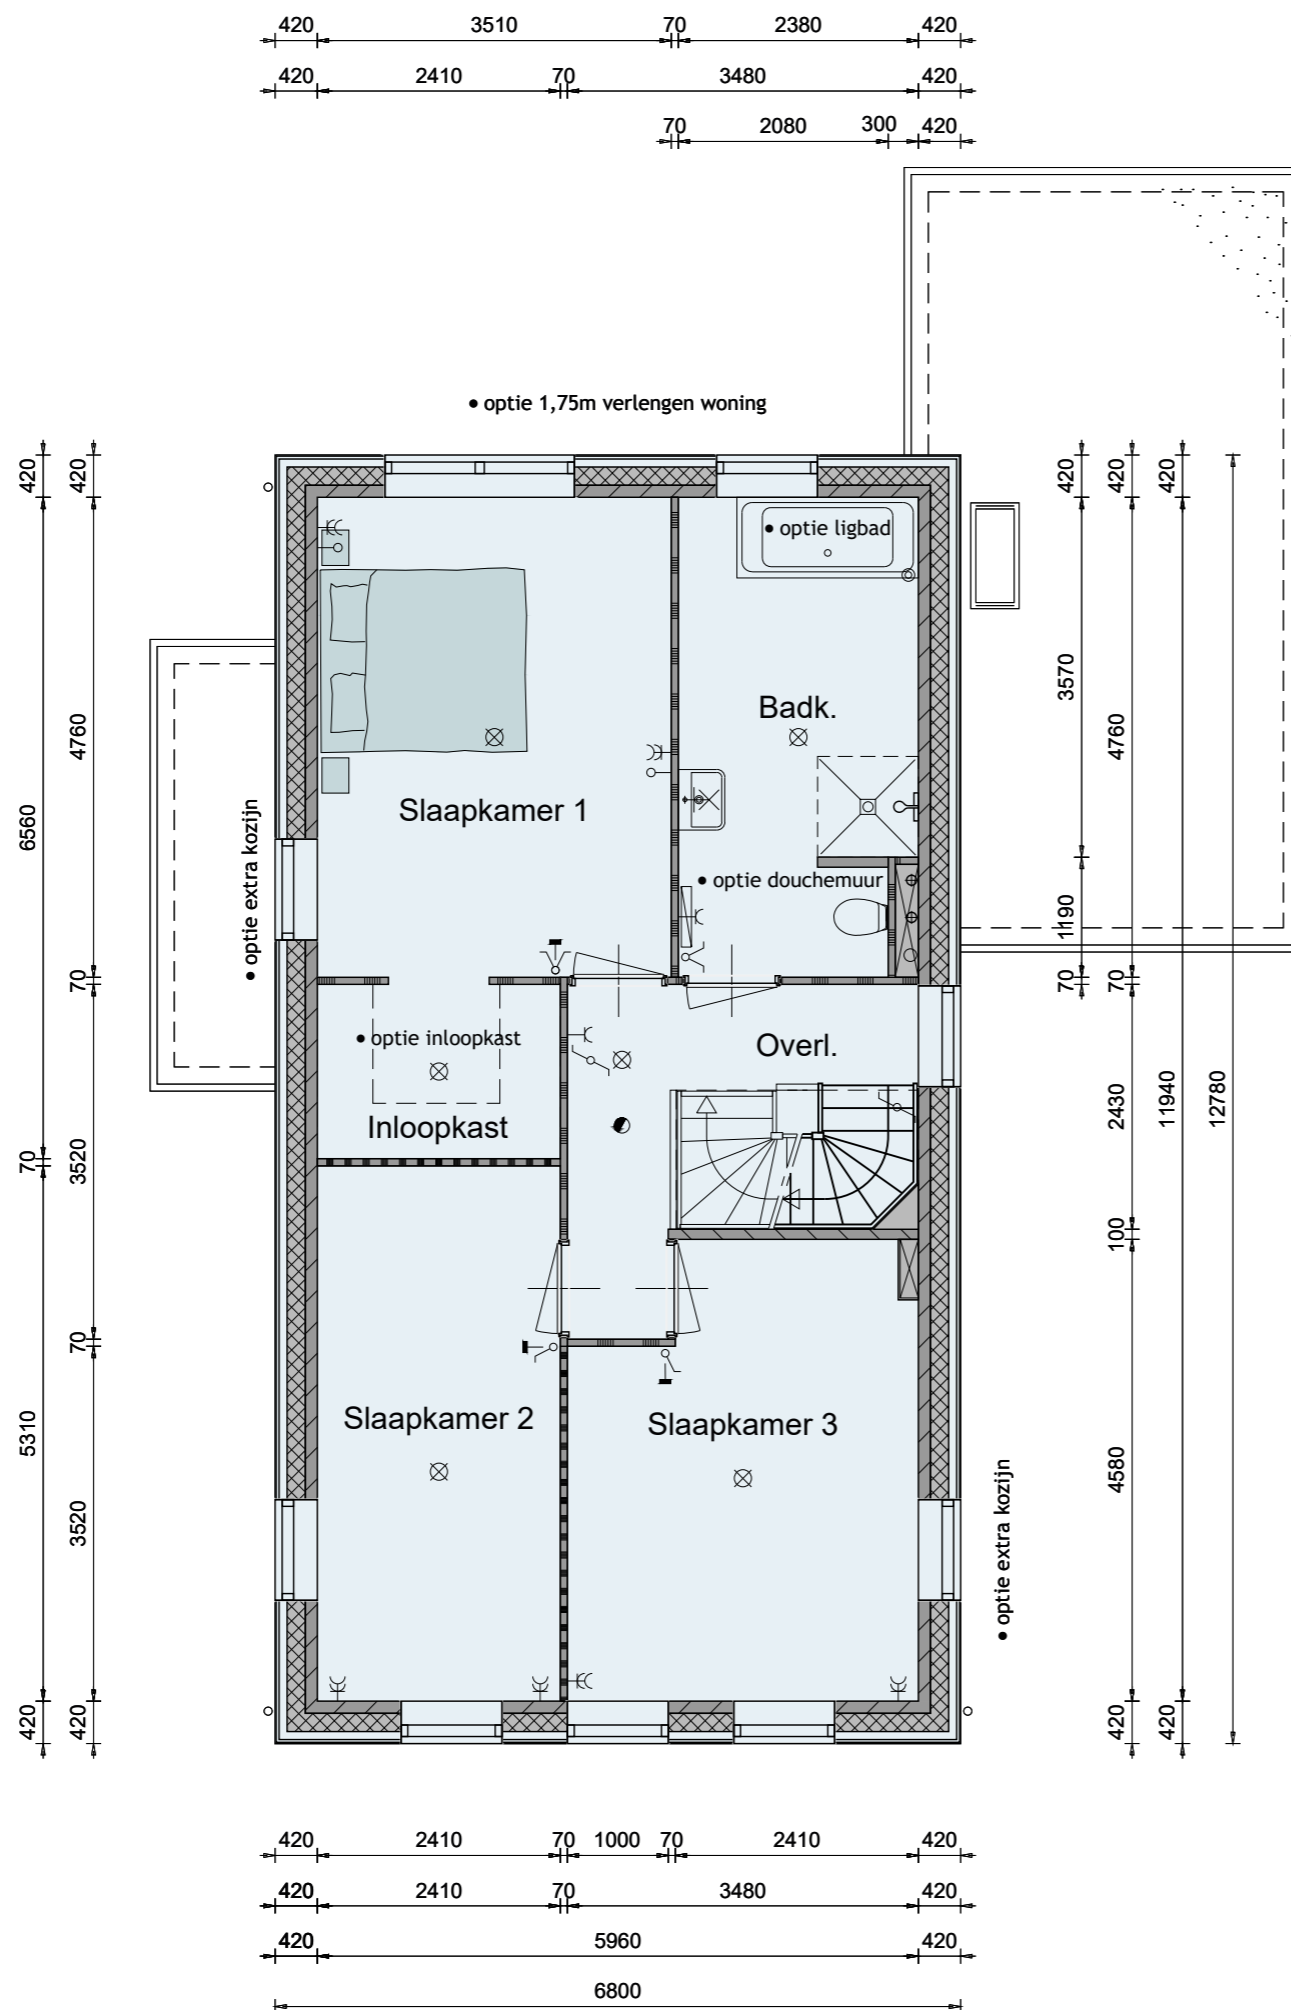 420 3510 70 2380 420
420 2410 70 3480 420
70 2080 300 420
• optie 1,75m verlengen woning
420
6560
70
5310
420
420
4760
70
3520
70
3520
420
• optie extra kozijn
• optie ligbad
Badk.
Slaapkamer 1
• optie douchemuur
• optie inloopkast
Overl.
Inloopkast
Slaapkamer 2
Slaapkamer 3
• optie extra kozijn
420
3570
1190
70
420
4760
70
2430
100
4580
420
420
11940
420
12780
420 2410 70 1000 70 2410 420
420 2410 70 3480 420
420 5960 420
6800